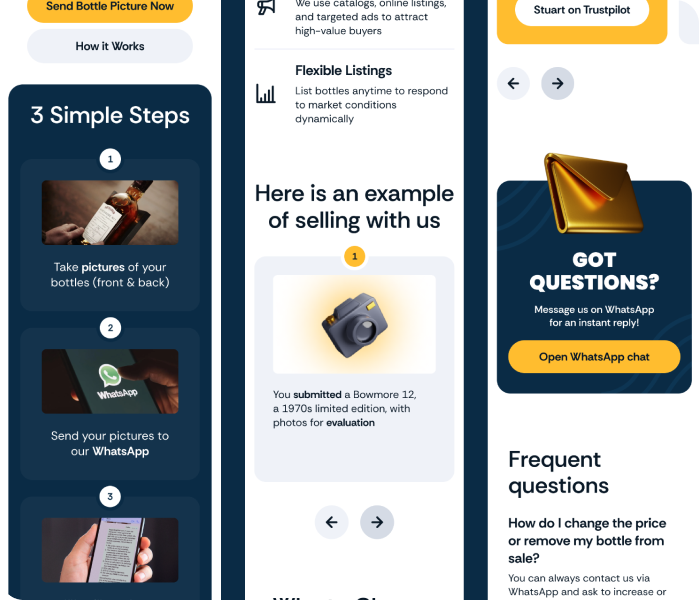 Send Bottle Picture Now
How it Works
3 Simple Steps
1
Take pictures of your
bottles (front & back)
2
WhatsApp
Send your pictures to
our WhatsApp
3
We use catalogs, online listings,
and targeted ads to attract
high-value buyers
Flexible Listings
List bottles anytime to respond
to market conditions
dynamically
Here is an example
of selling with us
1
You submitted a Bowmore 12,
a 1970s limited edition, with
photos for evaluation
Stuart on Trustpilot
GOT
QUESTIONS?
Message us on WhatsApp
for an instant reply!
Open WhatsApp chat
Frequent
questions
How do I change the price
or remove my bottle from
sale?
You can always contact us via
WhatsApp and ask to increase or